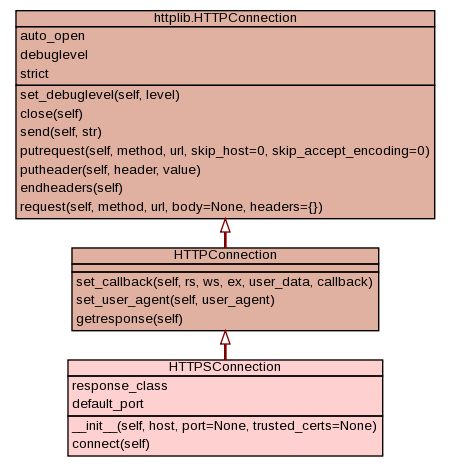 httplib.HTTPConnection
auto_open
debuglevel
strict
set_debuglevel(self, level)
close(self)
send(self, str)
putrequest(self, method, url, skip_host=0, skip_accept_encoding=0)
putheader(self, header, value)
endheaders(self)
request(self, method, url, body=None, headers={})
HTTPConnection
set_callback(self, rs, ws, ex, user_data, callback)
set_user_agent(self, user_agent)
getresponse(self)
HTTPSConnection
response_class
default_port
__init__(self, host, port=None, trusted_certs=None)
connect(self)